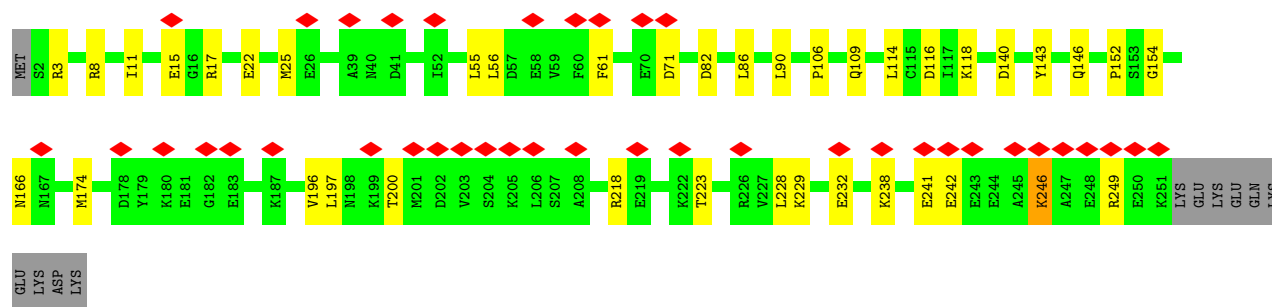 MET S2 R3 R8 I11 E15 G16 R17 E22 M25 E26 A39 N40 D41 I52 L55 L56 D57 E58 V59 F60 F61 E70 D71 D82 L86 L90 P106 Q109 L114 C115 D116 I117 K118 D140 Y143 Q146 P152 S153 G154
N166 N167 M174 D178 Y179 K180 E181 G182 E183 K187 V196 L197 N198 K199 T200 M201 D202 V203 S204 K205 L206 S207 A208 R218 E219 K222 T223 R226 V227 L228 K229 E232 K238 E241 E242 E243 E244 A245 K246 A247 E248 R249 E250 K251 LYS GLU LYS GLU GLN LYS
GLU LYS ASP LYS